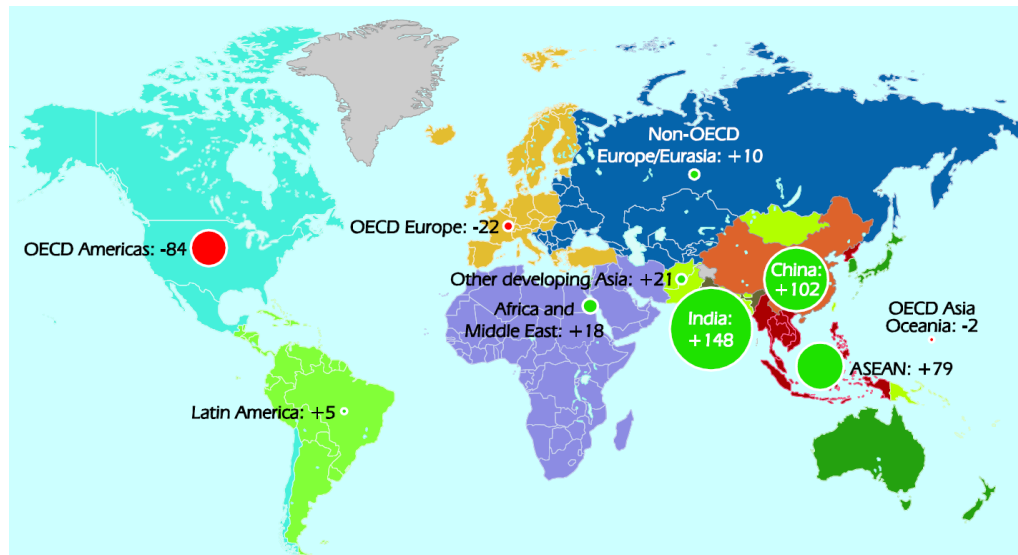 Non-OECD
Europe/Eurasia: +10
OECD Americas: -84
OECD Europe: -22
Other developing Asia: +21
China:
+102
Africa and
Middle East: +18
India:
+148
OECD Asia
Oceania: -2
ASEAN: +79
Latin America: +5